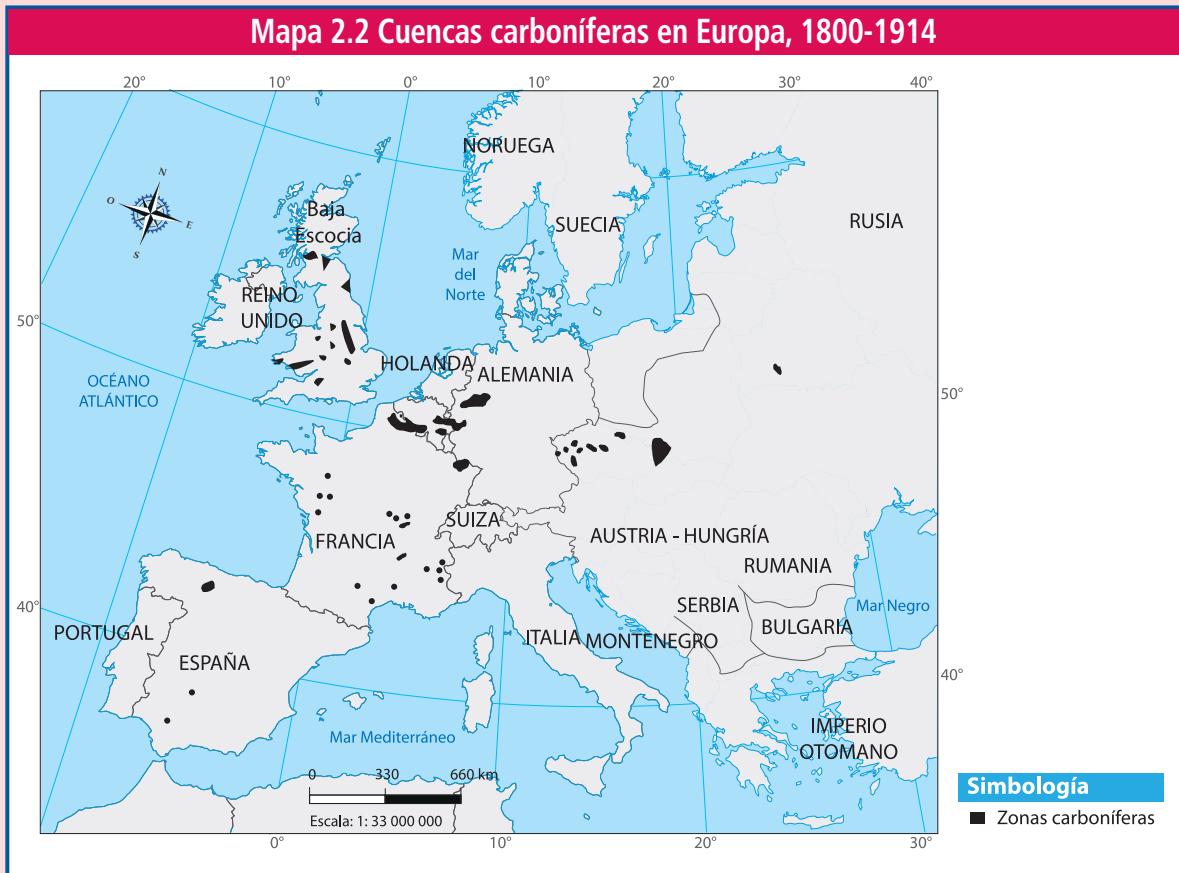 Mapa 2.2 Cuencas carboníferas en Europa, 1800-1914
20°
10°
0°
10°
20°
30°
40°
N
O
E
S
NORUEGA
Baja
Escocia
SUECIA
RUSIA
Mar
del
Norte
REINO
UNIDO
50°
HOLANDA
ALEMANIA
OCÉANO
ATLÁNTICO
50°
SUIZA
FRANCIA
AUSTRIA - HUNGRÍA
RUMANIA
40°
SERBIA
Mar Negro
BULGARIA
PORTUGAL
ITALIA
MONTENEGRO
ESPAÑA
40°
Mar Mediterráneo
IMPERIO
OTOMANO
0
330
660 km
Escala: 1: 33 000 000
0°
10°
20°
30°
Simbología
Zonas carboníferas